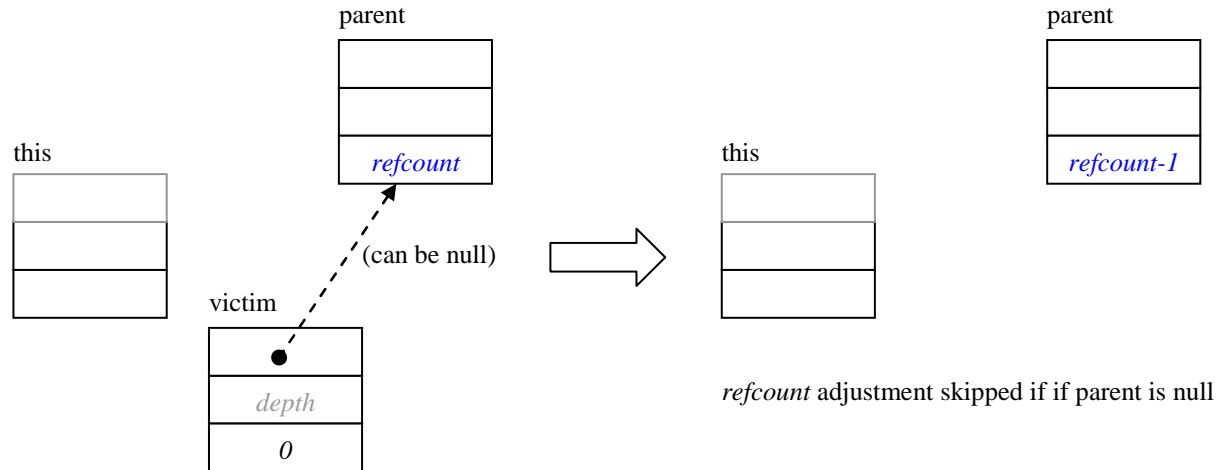 parent
refcount
this
(can be null)
victim
depth
0
parent
refcount-1
this
refcount adjustment skipped if if parent is null